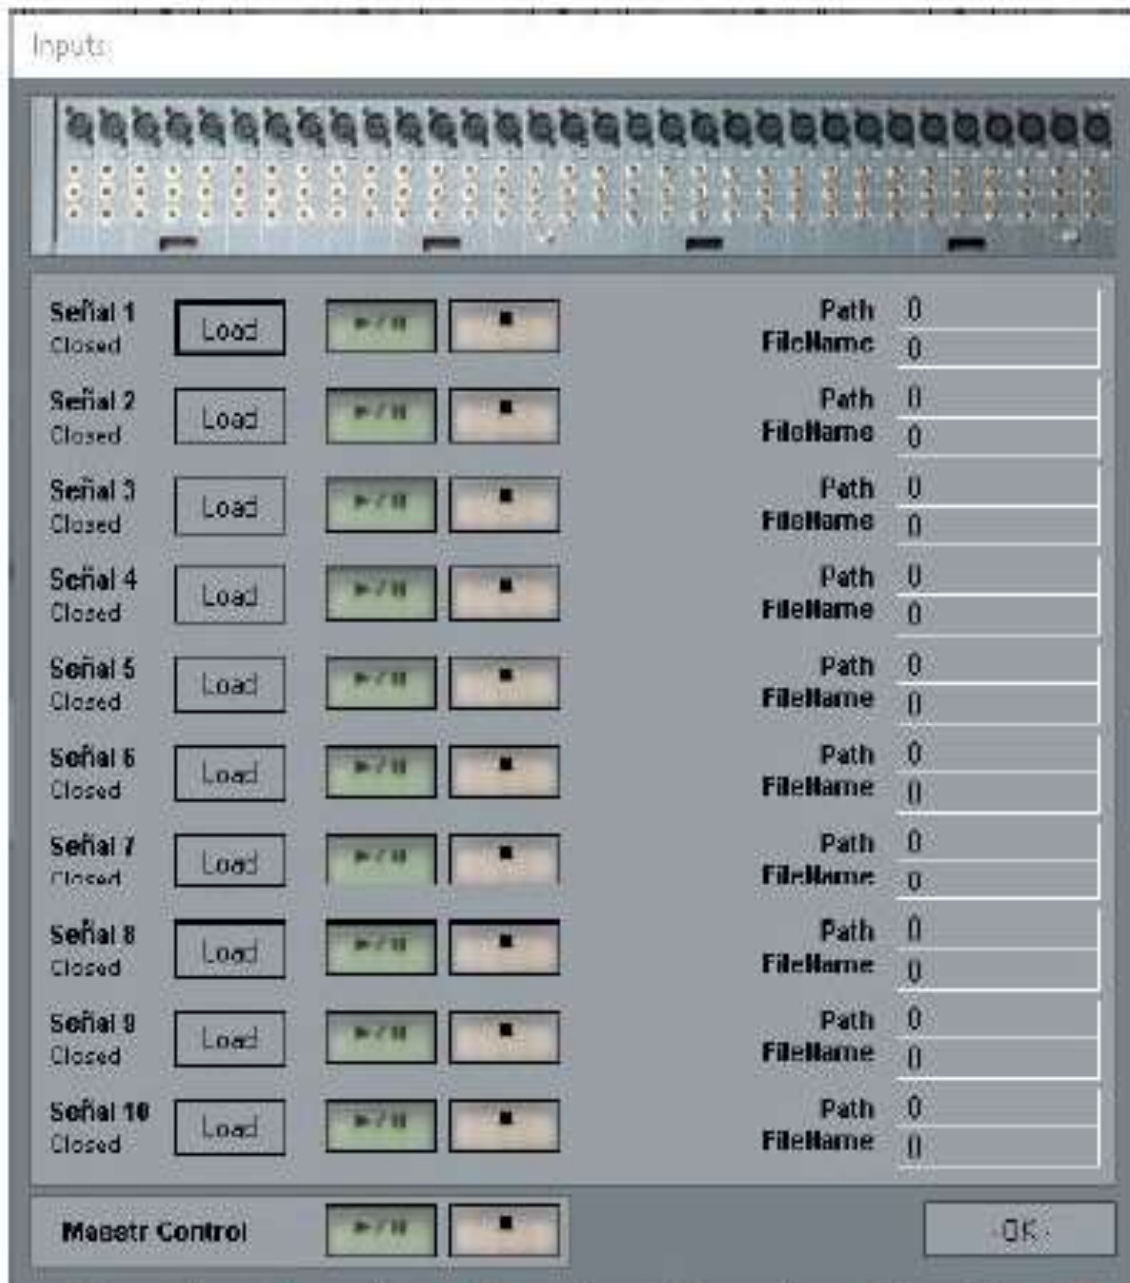 Inputs
Señal 1 Load ►/❚❚ ■ Path 0
Closed FileName 0
Señal 2 Load ►/❚❚ ■ Path 0
Closed FileName 0
Señal 3 Load ►/❚❚ ■ Path 0
Closed FileName 0
Señal 4 Load ►/❚❚ ■ Path 0
Closed FileName 0
Señal 5 Load ►/❚❚ ■ Path 0
Closed FileName 0
Señal 6 Load ►/❚❚ ■ Path 0
Closed FileName 0
Señal 7 Load ►/❚❚ ■ Path 0
Closed FileName 0
Señal 8 Load ►/❚❚ ■ Path 0
Closed FileName 0
Señal 9 Load ►/❚❚ ■ Path 0
Closed FileName 0
Señal 10 Load ►/❚❚ ■ Path 0
Closed FileName 0
Maestr Control ►/❚❚ ■ -OK-